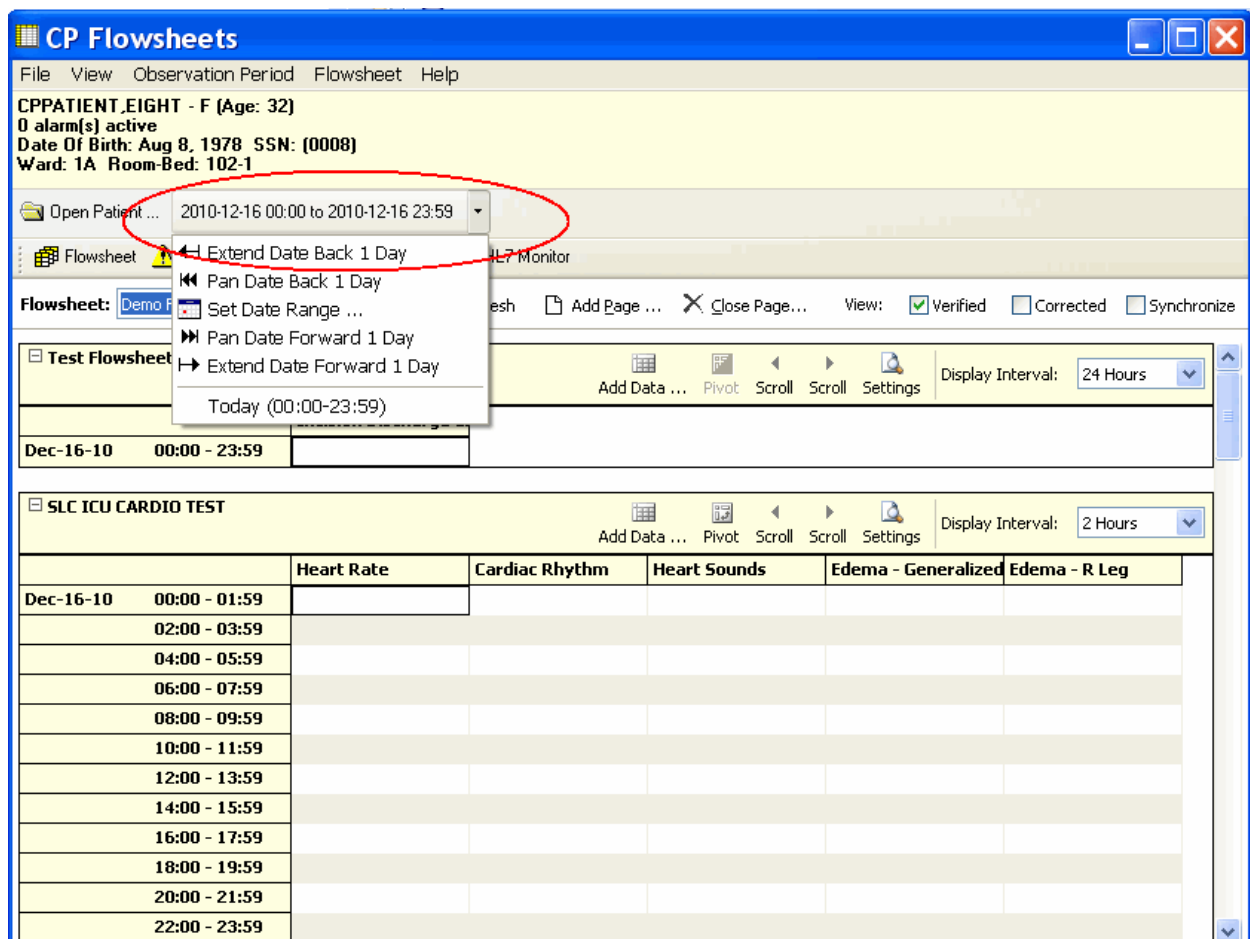 CP Flowsheets
File View Observation Period Flowsheet Help
CPPATIENT,EIGHT - F (Age: 32)
0 alarm(s) active
Date Of Birth: Aug 8, 1978 SSN: (0008)
Ward: 1A Room-Bed: 102-1
Open Patient ... 2010-12-16 00:00 to 2010-12-16 23:59
Flowsheet Extend Date Back 1 Day HL7 Monitor
Pan Date Back 1 Day
Flowsheet: Demo Set Date Range ... Add Page ... Close Page... View: Verified Corrected Synchronize
Pan Date Forward 1 Day
Test Flowsheet Extend Date Forward 1 Day Add Data ... Pivot Scroll Scroll Settings Display Interval: 24 Hours
Today (00:00-23:59)
Dec-16-10 00:00 - 23:59
SLC ICU CARDIO TEST Add Data ... Pivot Scroll Scroll Settings Display Interval: 2 Hours
Heart Rate Cardiac Rhythm Heart Sounds Edema - Generalized Edema - R Leg
Dec-16-10 00:00 - 01:59
02:00 - 03:59
04:00 - 05:59
06:00 - 07:59
08:00 - 09:59
10:00 - 11:59
12:00 - 13:59
14:00 - 15:59
16:00 - 17:59
18:00 - 19:59
20:00 - 21:59
22:00 - 23:59